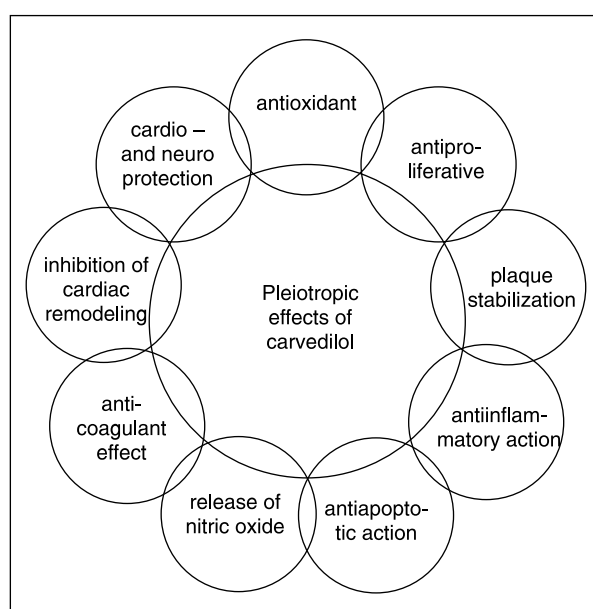 antioxidant
antipro-
liferative
plaque
stabilization
antiinflam-
matory action
antiapopto-
tic action
release of
nitric oxide
anti-
coagulant
effect
inhibition of
cardiac
remodeling
cardio –
and neuro
protection
Pleiotropic
effects of
carvedilol